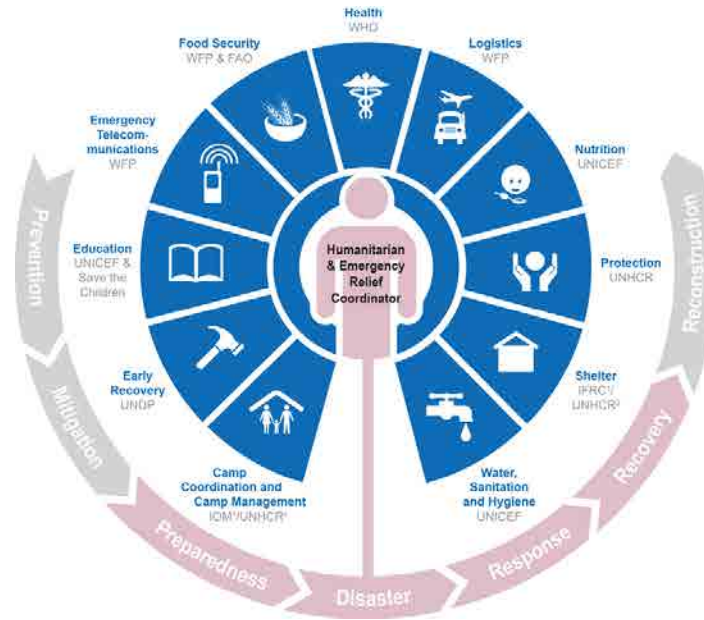 Health
WHO
Food Security
WFP & FAO
Logistics
WFP
Emergency
Telecom-
munications
WFP
Nutrition
UNICEF
Education
UNICEF &
Save the
Children
Humanitarian
& Emergency
Relief
Coordinator
Protection
UNHCR
Early
Recovery
UNDP
Shelter
IFRC¹/
UNHCR²
Camp
Coordination and
Camp Management
Water,
Sanitation
and Hygiene
UNICEF
Prevention
Mitigation
Preparedness
Disaster
Response
Recovery
Reconstruction